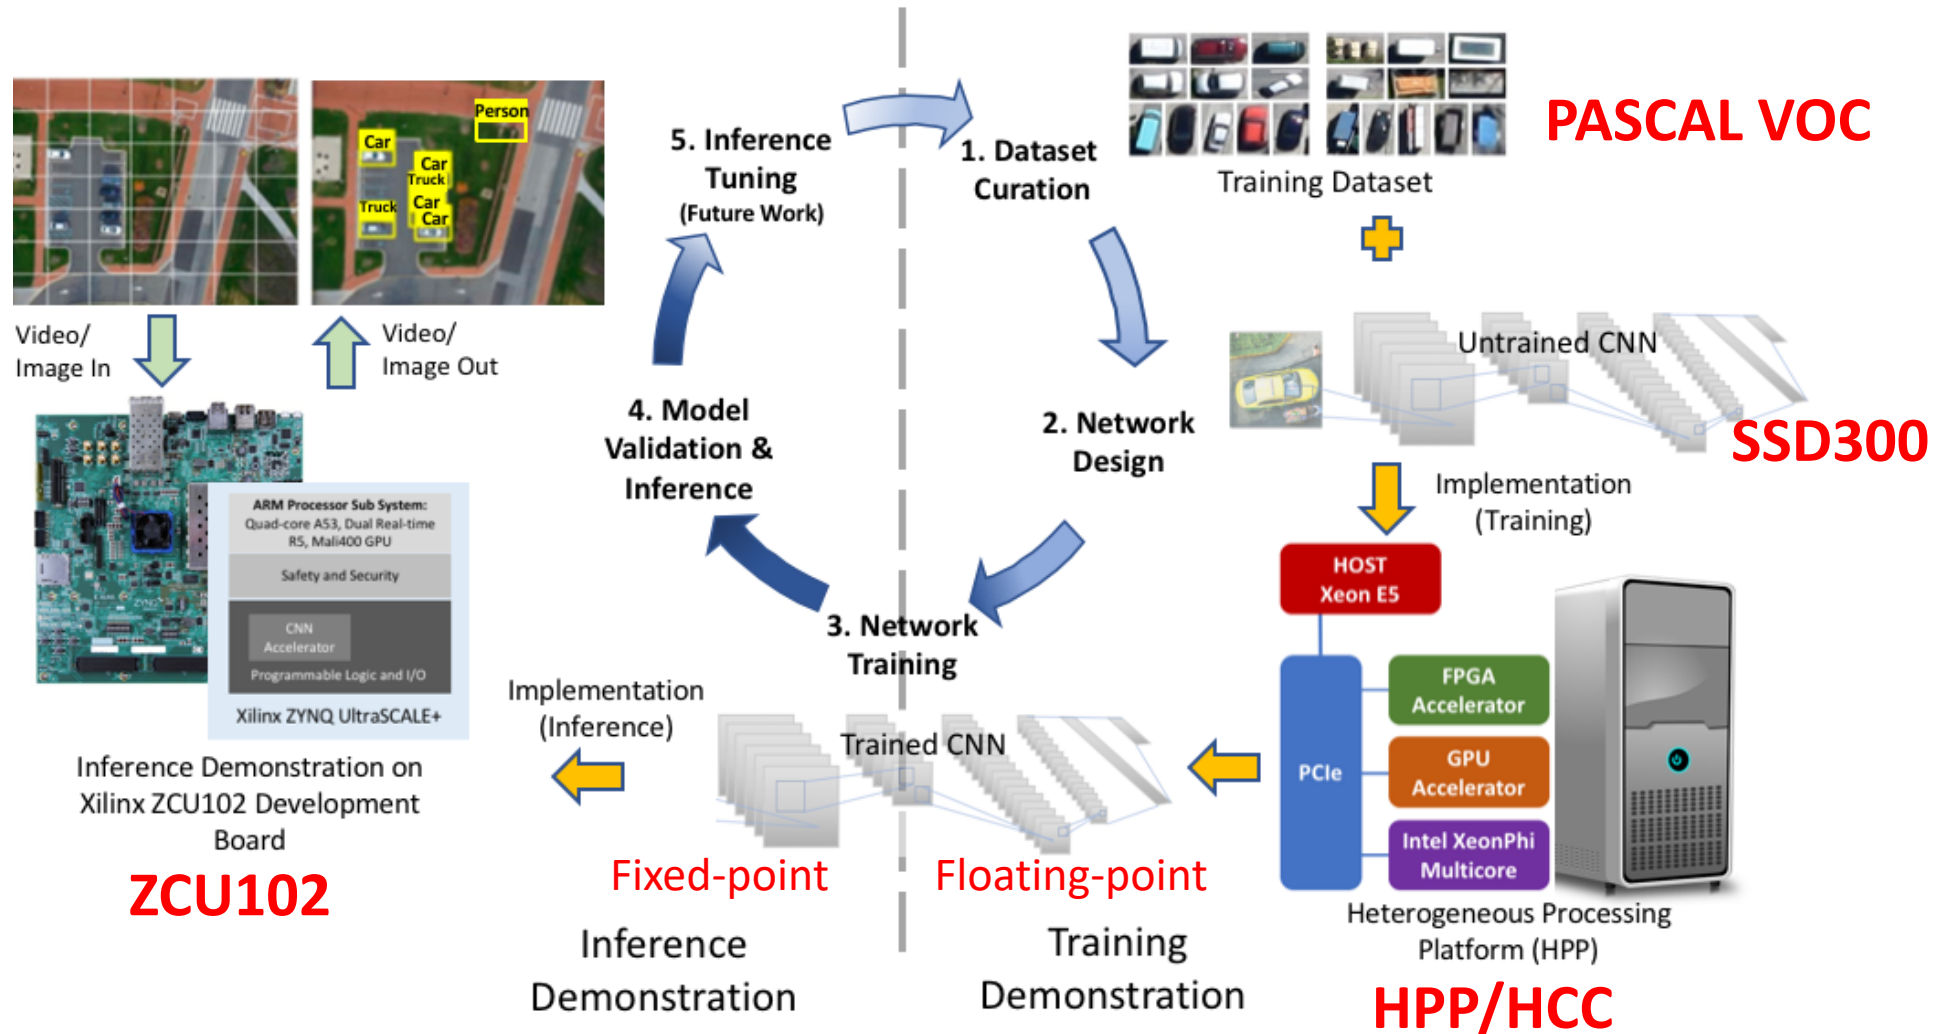 PASCAL VOC
Training Dataset
5. Inference
Tuning
(Future Work)
1. Dataset
Curation
Person
Car
Car
Truck
Truck
Car
Car
Video/
Image In
Video/
Image Out
Untrained CNN
SSD300
4. Model
Validation &
Inference
2. Network
Design
Implementation
(Training)
ARM Processor Sub System:
Quad-core A53, Dual Real-time
R5, Mali400 GPU
Safety and Security
CNN
Accelerator
Programmable Logic and I/O
Xilinx ZYNQ UltraSCALE+
HOST
Xeon E5
PCIe
FPGA
Accelerator
GPU
Accelerator
Intel XeonPhi
Multicore
3. Network
Training
Implementation
(Inference)
Trained CNN
Inference Demonstration on
Xilinx ZCU102 Development
Board
ZCU102
Fixed-point
Floating-point
Heterogeneous Processing
Platform (HPP)
HPP/HCC
Inference
Demonstration
Training
Demonstration